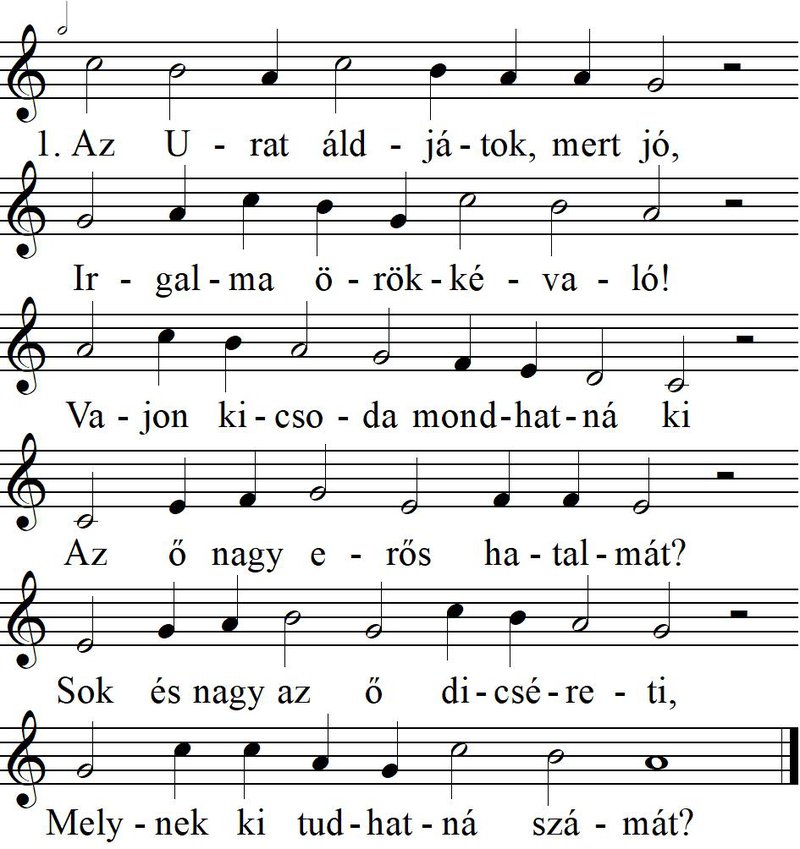 1. Az U - rat áld - já - tok, mert jó,
Ir - gal - ma ö - rök - ké - va - ló!
Va - jon ki - cso - da mond - hat - ná ki
Az ő nagy e - rős ha - tal - mát?
Sok és nagy az ő di - csé - re - ti,
Mely - nek ki tud - hat - ná szá - mát?